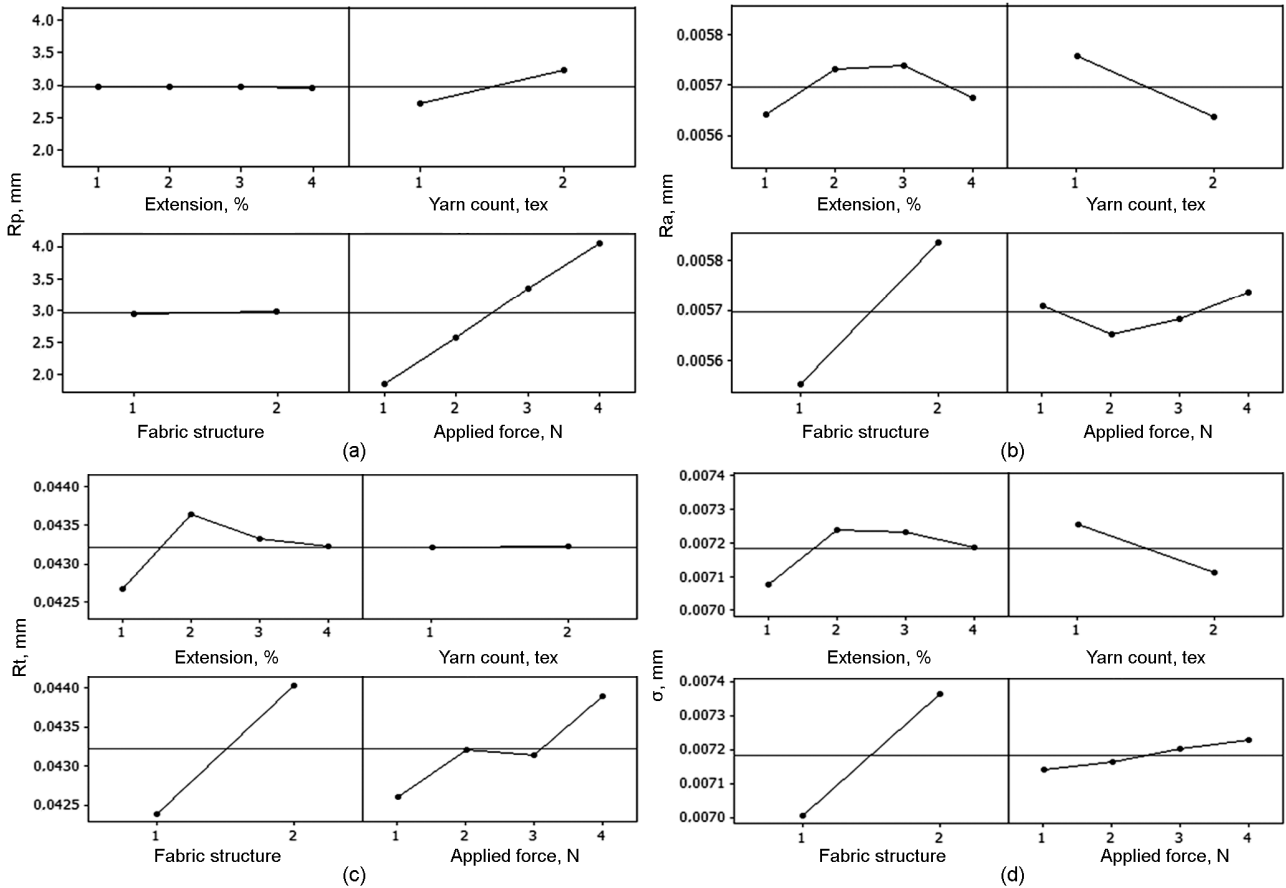 4.0
3.5
3.0
2.5
2.0
1 2 3 4 1 2
Extension, % Yarn count, tex
Rp, mm
4.0
3.5
3.0
2.5
2.0
1 2 1 2 3 4
Fabric structure Applied force, N
(a)
0.0058
0.0057
0.0056
1 2 3 4 1 2
Extension, % Yarn count, tex
Ra, mm
0.0058
0.0057
0.0056
1 2 1 2 3 4
Fabric structure Applied force, N
(b)
0.0440
0.0435
0.0430
0.0425
1 2 3 4 1 2
Extension, % Yarn count, tex
Rt, mm
0.0440
0.0435
0.0430
0.0425
1 2 1 2 3 4
Fabric structure Applied force, N
(c)
0.0074
0.0073
0.0072
0.0071
0.0070
1 2 3 4 1 2
Extension, % Yarn count, tex
σ, mm
0.0074
0.0073
0.0072
0.0071
0.0070
1 2 1 2 3 4
Fabric structure Applied force, N
(d)